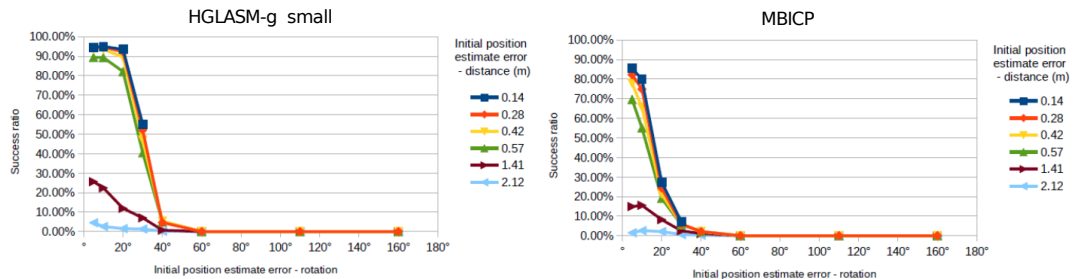 HGLASM-g small
100.00%
90.00%
80.00%
70.00%
60.00%
50.00%
40.00%
30.00%
20.00%
10.00%
0.00%
Success ratio
° 20° 40° 60° 80° 100° 120° 140° 160° 180°
Initial position estimate error - rotation
Initial position
estimate error
- distance (m)
0.14
0.28
0.42
0.57
1.41
2.12
MBICP
100.00%
90.00%
80.00%
70.00%
60.00%
50.00%
40.00%
30.00%
20.00%
10.00%
0.00%
Success ratio
° 20° 40° 60° 80° 100° 120° 140° 160° 180°
Initial position estimate error - rotation
Initial position
estimate error
- distance (m)
0.14
0.28
0.42
0.57
1.41
2.12